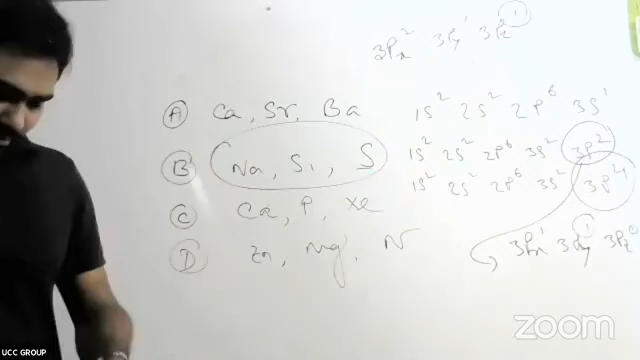 3Px² 3Py¹ 3Pz¹
A Ca, Sr, Ba 1S² 2S² 2P⁶ 3S¹
B Na, Si, S 1S² 2S² 2P⁶ 3S² 3P²
1S² 2S² 2P⁶ 3S² 3P⁴
C Ca, P, Xe
D Zn, Mg, N 3Px¹ 3Py¹ 3Pz⁰
zoom
UCC GROUP